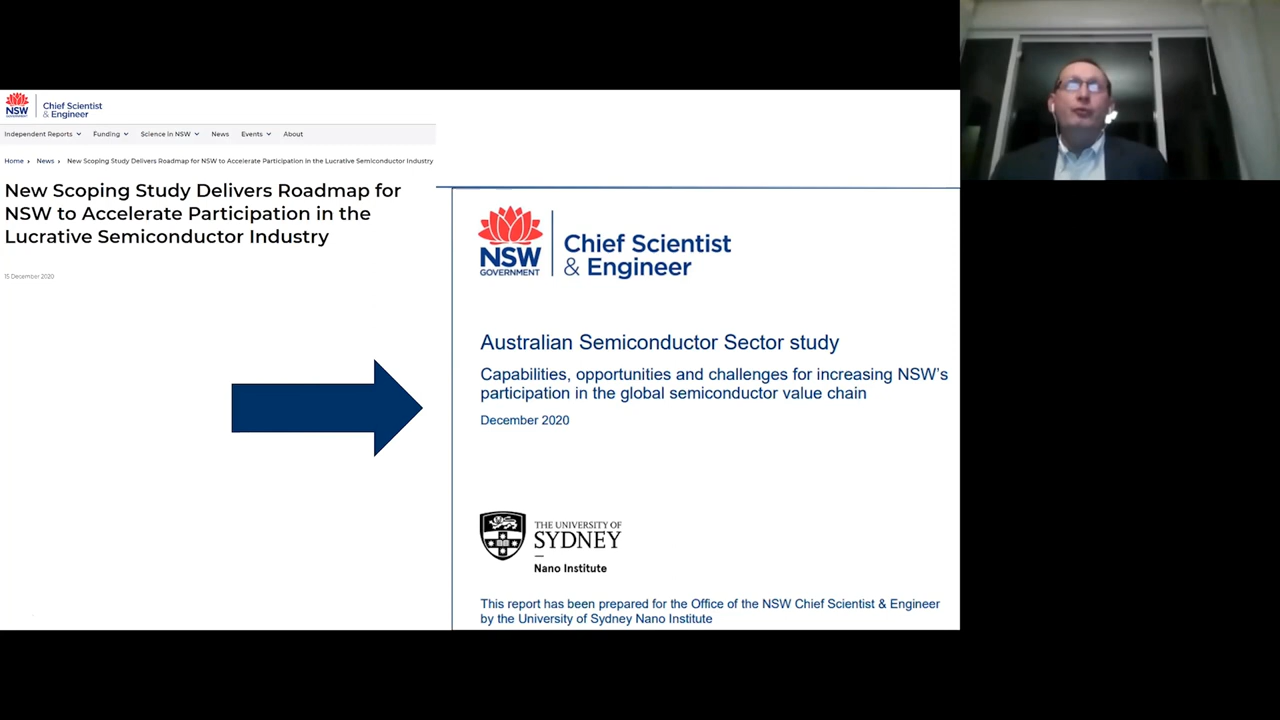 NSW
GOVERNMENT
Chief Scientist
& Engineer
Independent Reports
Funding
Science in NSW
News
Events
About
Home › News › New Scoping Study Delivers Roadmap for NSW to Accelerate Participation in the Lucrative Semiconductor Industry
New Scoping Study Delivers Roadmap for
NSW to Accelerate Participation in the
Lucrative Semiconductor Industry
15 December 2020
NSW
GOVERNMENT
Chief Scientist
& Engineer
Australian Semiconductor Sector study
Capabilities, opportunities and challenges for increasing NSW's
participation in the global semiconductor value chain
December 2020
THE UNIVERSITY OF
SYDNEY
Nano Institute
This report has been prepared for the Office of the NSW Chief Scientist & Engineer
by the University of Sydney Nano Institute